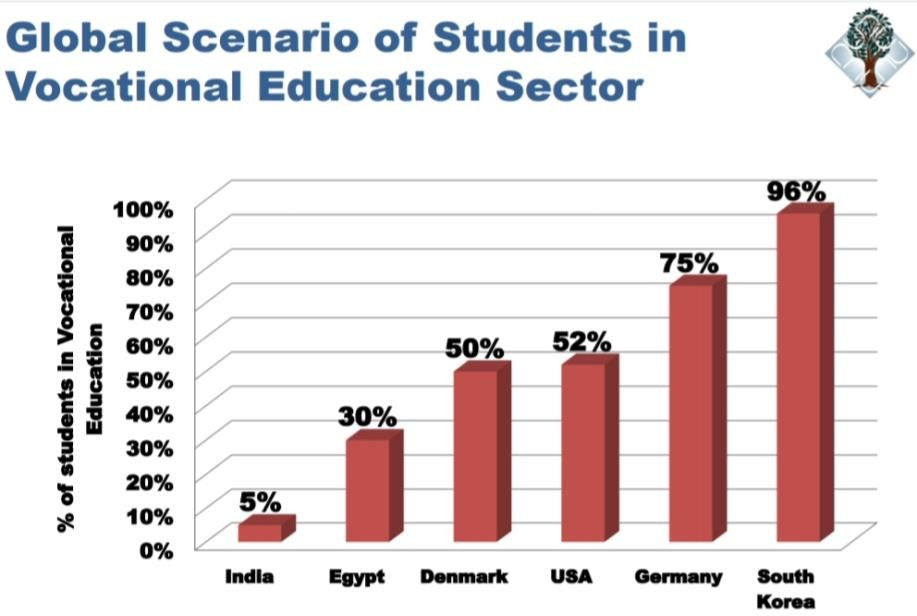 Global Scenario of Students in
Vocational Education Sector
% of students in Vocational
Education
100%
90%
80%
70%
60%
50%
40%
30%
20%
10%
0%
5%
30%
50%
52%
75%
96%
India
Egypt
Denmark
USA
Germany
South
Korea